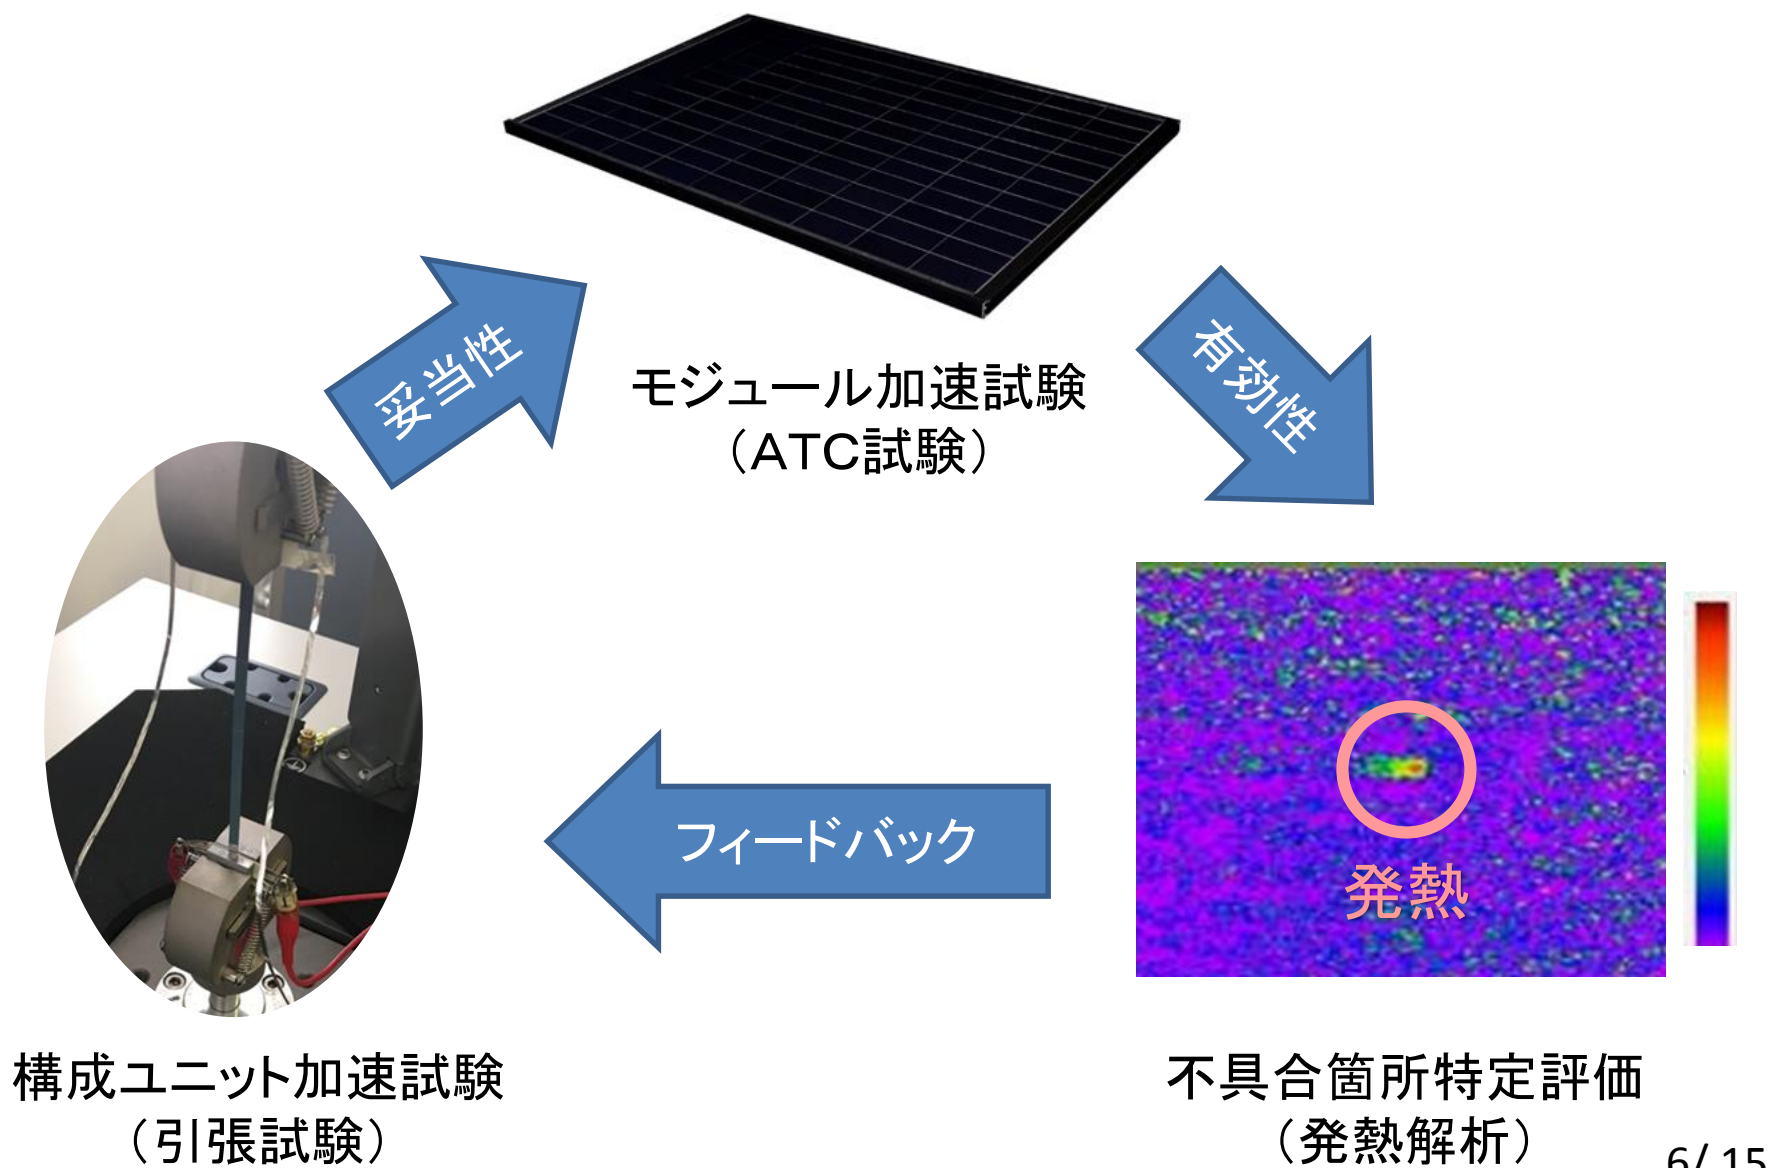 妥当性
モジュール加速試験
（ATC試験）
有効性
フィードバック
発熱
構成ユニット加速試験
（引張試験）
不具合箇所特定評価
（発熱解析）
6/ 15